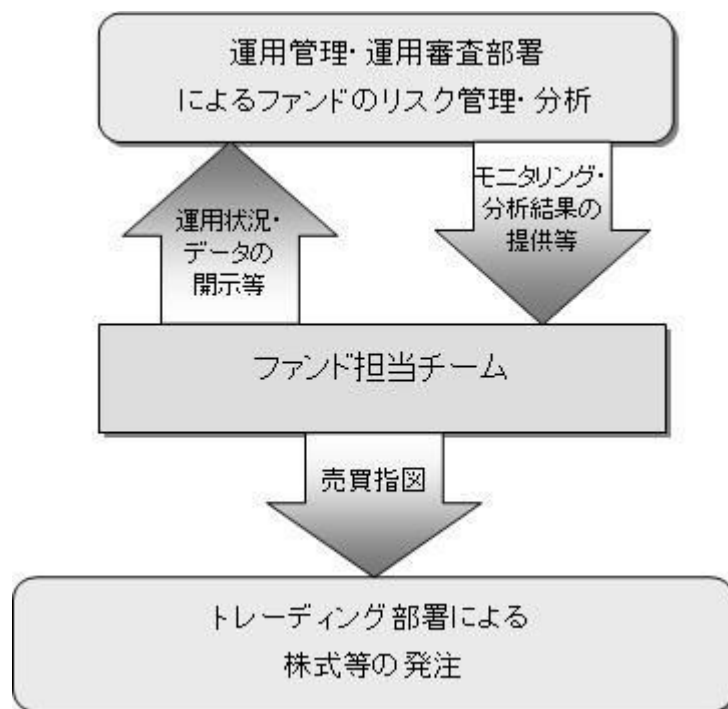 運用管理・運用審査部署
によるファンドのリスク管理・分析
運用状況・
データの
開示等
モニタリング・
分析結果の
提供等
ファンド担当チーム
売買指図
トレーディング部署による
株式等の発注